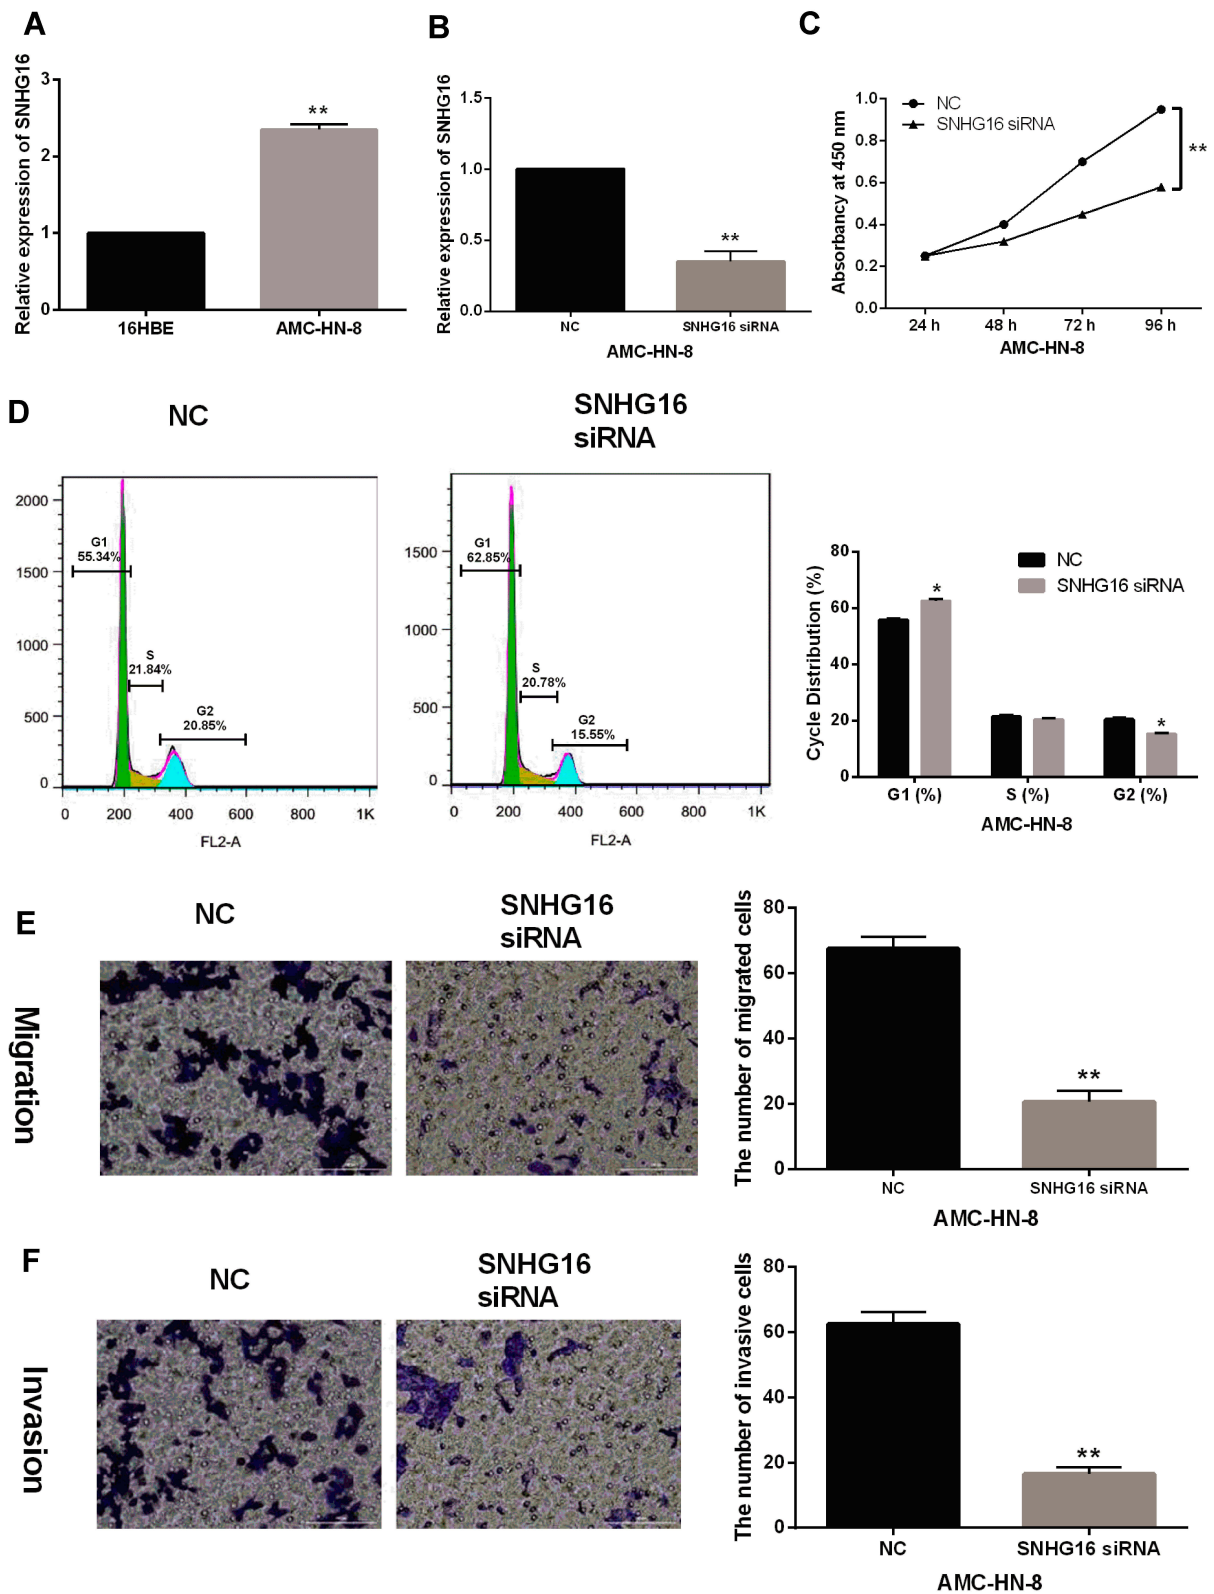 A
Relative expression of SNHG16
3
2
1
0
**
16HBE
AMC-HN-8
B
Relative expression of SNHG16
1.5
1.0
0.5
0.0
**
NC
SNHG16 siRNA
AMC-HN-8
C
Absorbancy at 450 nm
1.0
0.8
0.6
0.4
0.2
0.0
NC
SNHG16 siRNA
**
24 h
48 h
72 h
96 h
AMC-HN-8
D
NC
2000
1500
1000
500
0
G1
55.34%
S
21.84%
G2
20.85%
0
200
400
600
800
1K
FL2-A
SNHG16
siRNA
1500
1000
500
0
G1
62.85%
S
20.78%
G2
15.55%
0
200
400
600
800
1K
FL2-A
Cycle Distribution (%)
80
60
40
20
0
NC
SNHG16 siRNA
*
*
G1 (%)
S (%)
G2 (%)
AMC-HN-8
E
Migration
NC
SNHG16
siRNA
The number of migrated cells
80
60
40
20
0
**
NC
SNHG16 siRNA
AMC-HN-8
F
Invasion
NC
SNHG16
siRNA
The number of invasive cells
80
60
40
20
0
**
NC
SNHG16 siRNA
AMC-HN-8